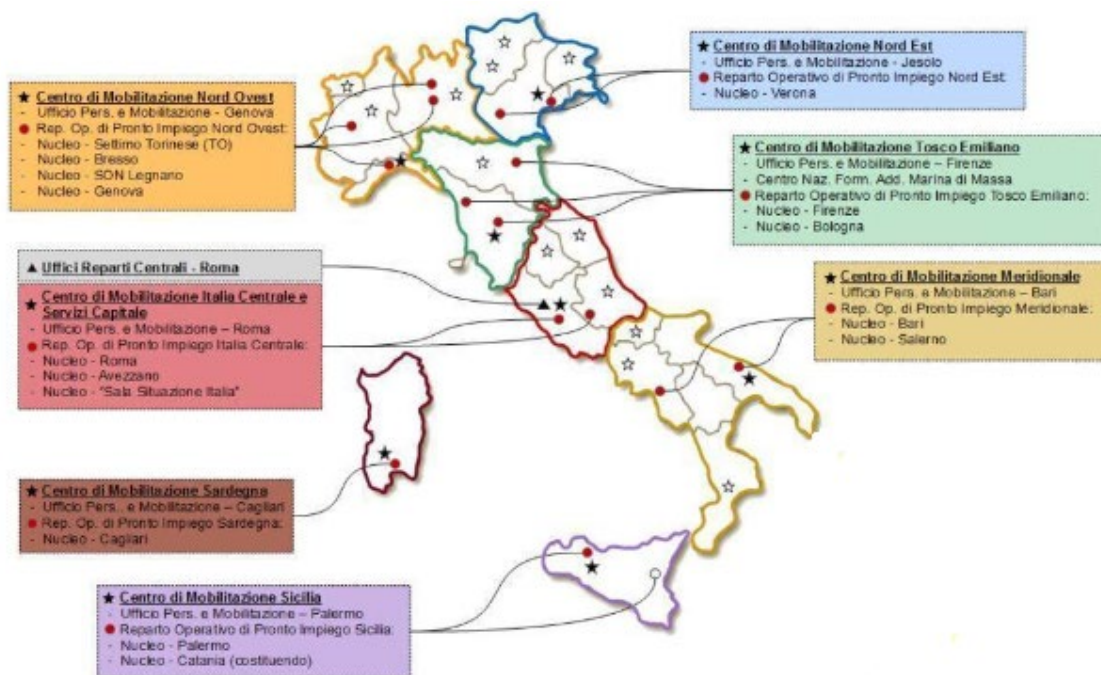 ★ Centro di Mobilitazione Nord Ovest
- Ufficio Pers. e Mobilitazione - Genova
● Rep. Op. di Pronto Impiego Nord Ovest:
- Nucleo - Settimo Torinese (TO)
- Nucleo - Bresso
- Nucleo - SON Legnano
- Nucleo - Genova
★ Centro di Mobilitazione Nord Est
- Ufficio Pers. e Mobilitazione - Jesolo
● Reparto Operativo di Pronto Impiego Nord Est:
- Nucleo - Verona
★ Centro di Mobilitazione Tosco Emiliano
- Ufficio Pers. e Mobilitazione – Firenze
- Centro Naz. Form. Add. Marina di Massa
● Reparto Operativo di Pronto Impiego Tosco Emiliano:
- Nucleo - Firenze
- Nucleo - Bologna
▲ Uffici Reparti Centrali - Roma
★ Centro di Mobilitazione Italia Centrale e
Servizi Capitale
- Ufficio Pers. e Mobilitazione – Roma
● Rep. Op. di Pronto Impiego Italia Centrale:
- Nucleo - Roma
- Nucleo - Avezzano
- Nucleo - "Sala Situazione Italia"
★ Centro di Mobilitazione Meridionale
- Ufficio Pers. e Mobilitazione – Bari
● Rep. Op. di Pronto Impiego Meridionale:
- Nucleo - Bari
- Nucleo - Salerno
★ Centro di Mobilitazione Sardegna
- Ufficio Pers.. e Mobilitazione – Cagliari
● Rep. Op. di Pronto Impiego Sardegna:
- Nucleo - Cagliari
★ Centro di Mobilitazione Sicilia
- Ufficio Pers. e Mobilitazione – Palermo
● Reparto Operativo di Pronto Impiego Sicilia:
- Nucleo - Palermo
- Nucleo - Catania (costituendo)